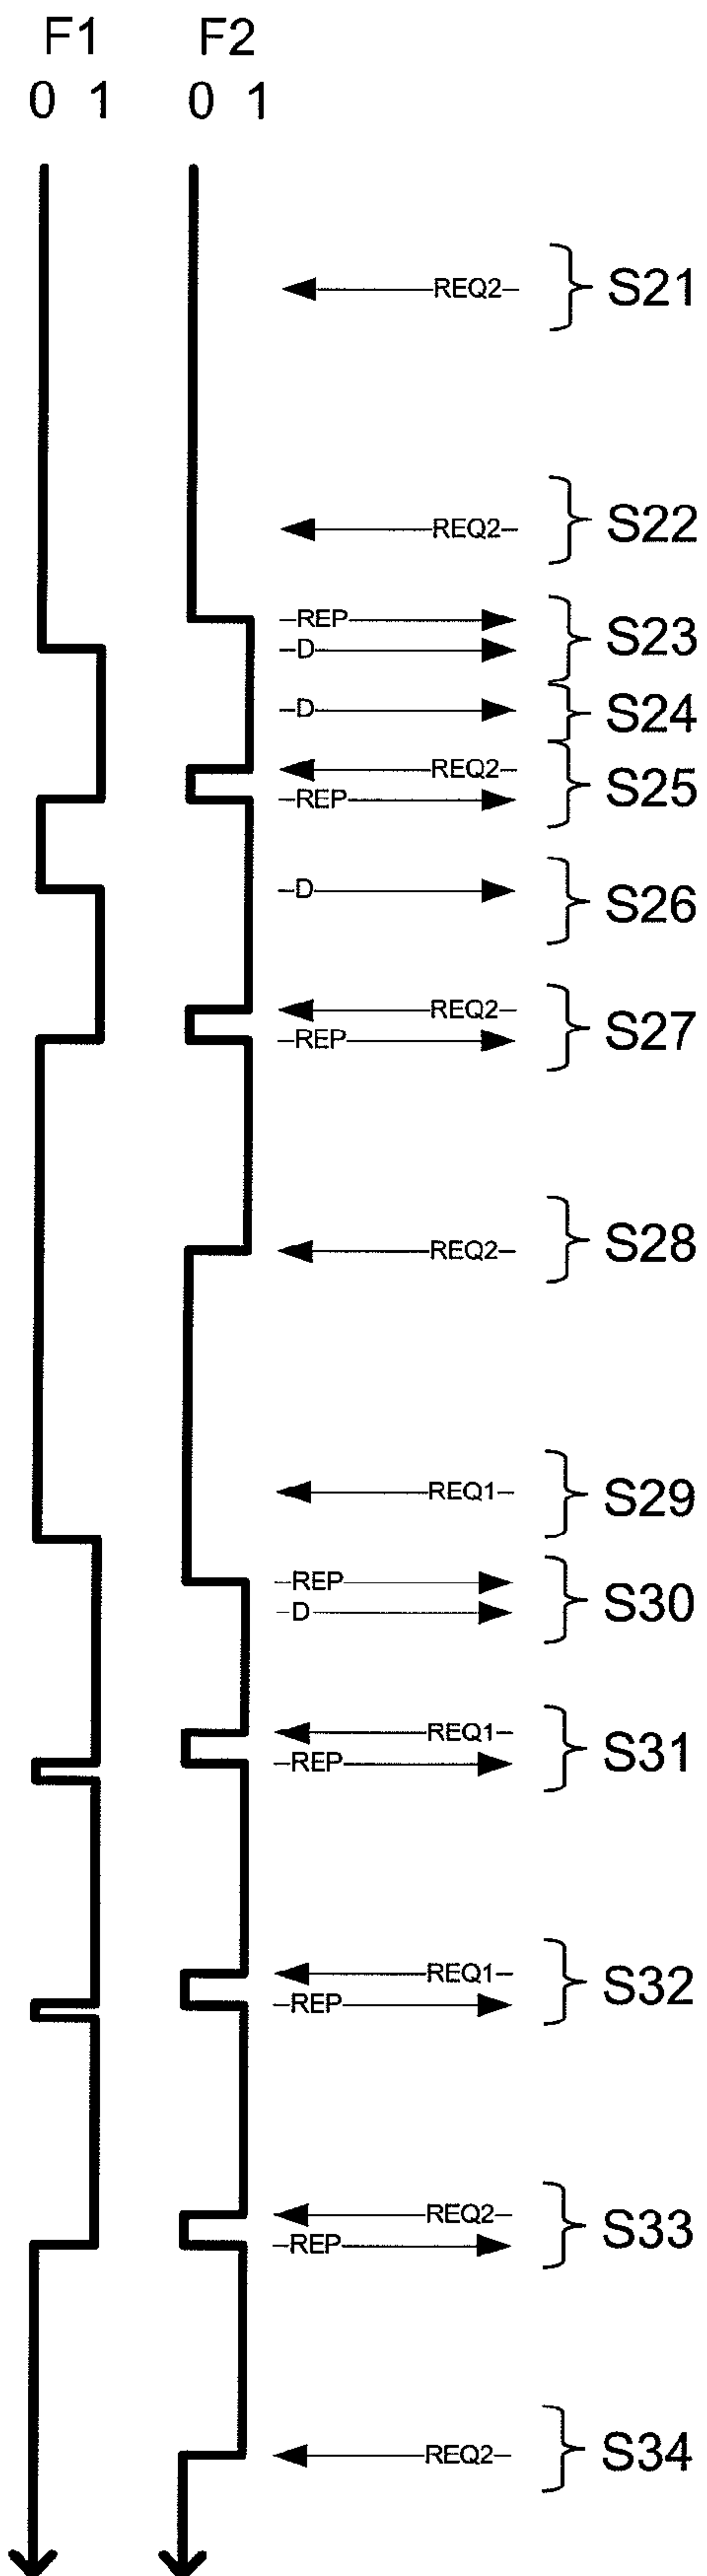 F1 F2
0 1 0 1
REQ2 S21
REQ2 S22
REP
D S23
D S24
REQ2
REP S25
D S26
REQ2
REP S27
REQ2 S28
REQ1 S29
REP
D S30
REQ1
REP S31
REQ1
REP S32
REQ2
REP S33
REQ2 S34